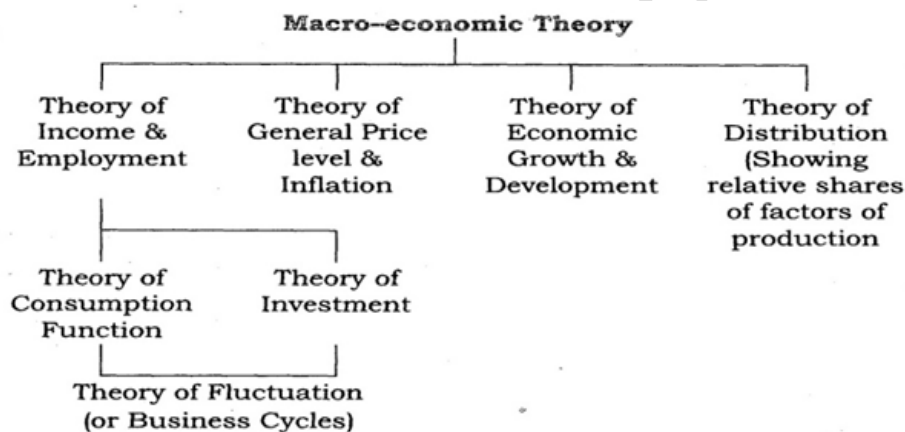 Macro-economic Theory
Theory of
Income &
Employment
Theory of
General Price
level &
Inflation
Theory of
Economic
Growth &
Development
Theory of
Distribution
(Showing
relative shares
of factors of
production
Theory of
Consumption
Function
Theory of
Investment
Theory of Fluctuation
(or Business Cycles)